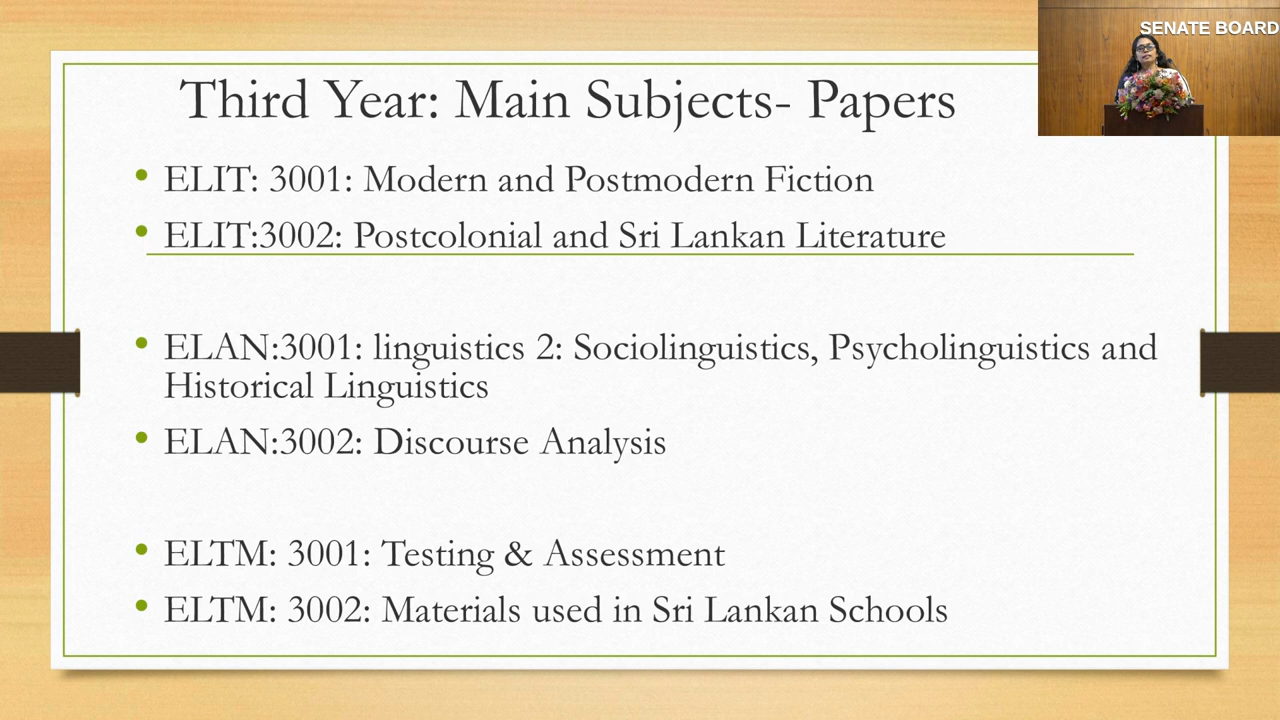 SENATE BOARD
Third Year: Main Subjects- Papers
• ELIT: 3001: Modern and Postmodern Fiction
• ELIT:3002: Postcolonial and Sri Lankan Literature
• ELAN:3001: linguistics 2: Sociolinguistics, Psycholinguistics and
Historical Linguistics
• ELAN:3002: Discourse Analysis
• ELTM: 3001: Testing & Assessment
• ELTM: 3002: Materials used in Sri Lankan Schools